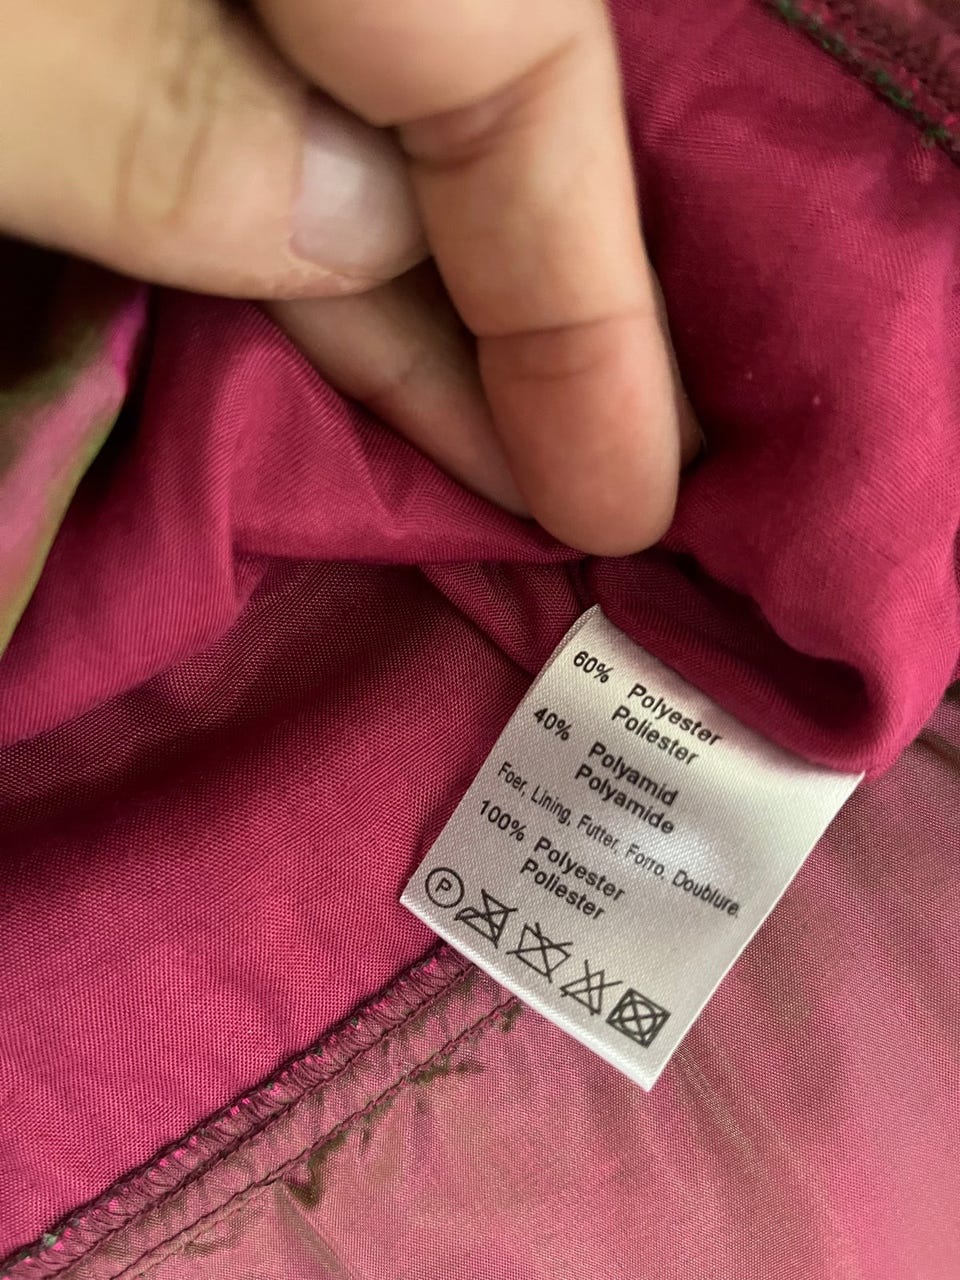 60% Polyester
Poliester
40% Polyamid
Polyamide
Foer, Lining, Futter, Forro, Doublure.
100% Polyester
Poliester
P